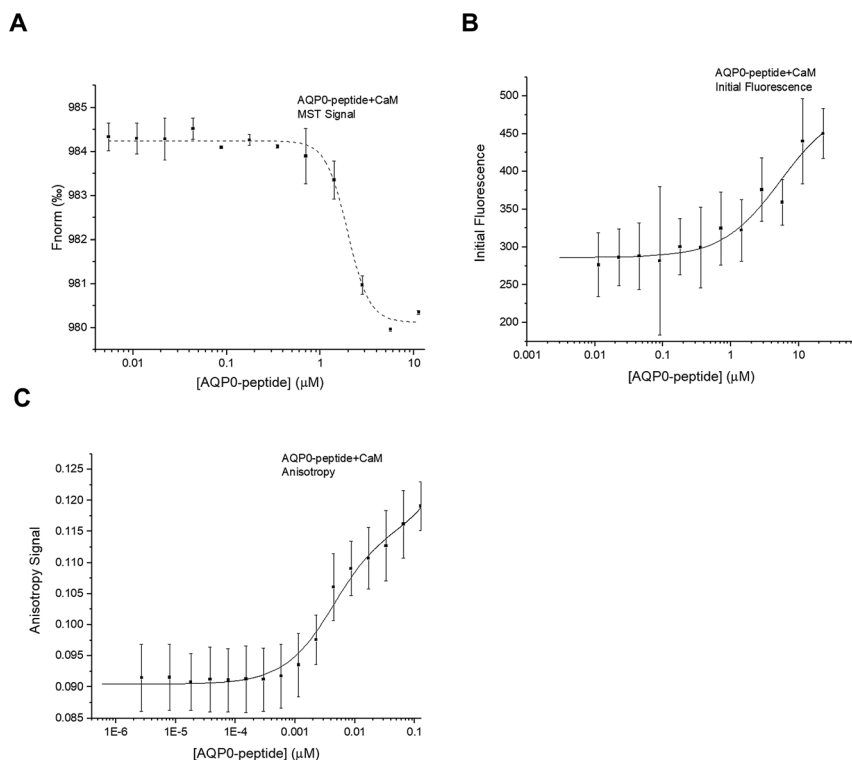 A
AQP0-peptide+CaM
MST Signal
985
984
983
982
981
980
Fnorm (‰)
0.01
0.1
1
10
[AQP0-peptide] (μM)
B
AQP0-peptide+CaM
Initial Fluorescence
500
450
400
350
300
250
200
Initial Fluorescence
0.001
0.01
0.1
1
10
[AQP0-peptide] (μM)
C
AQP0-peptide+CaM
Anisotropy
0.125
0.120
0.115
0.110
0.105
0.100
0.095
0.090
0.085
Anisotropy Signal
1E-6
1E-5
1E-4
0.001
0.01
0.1
[AQP0-peptide] (μM)